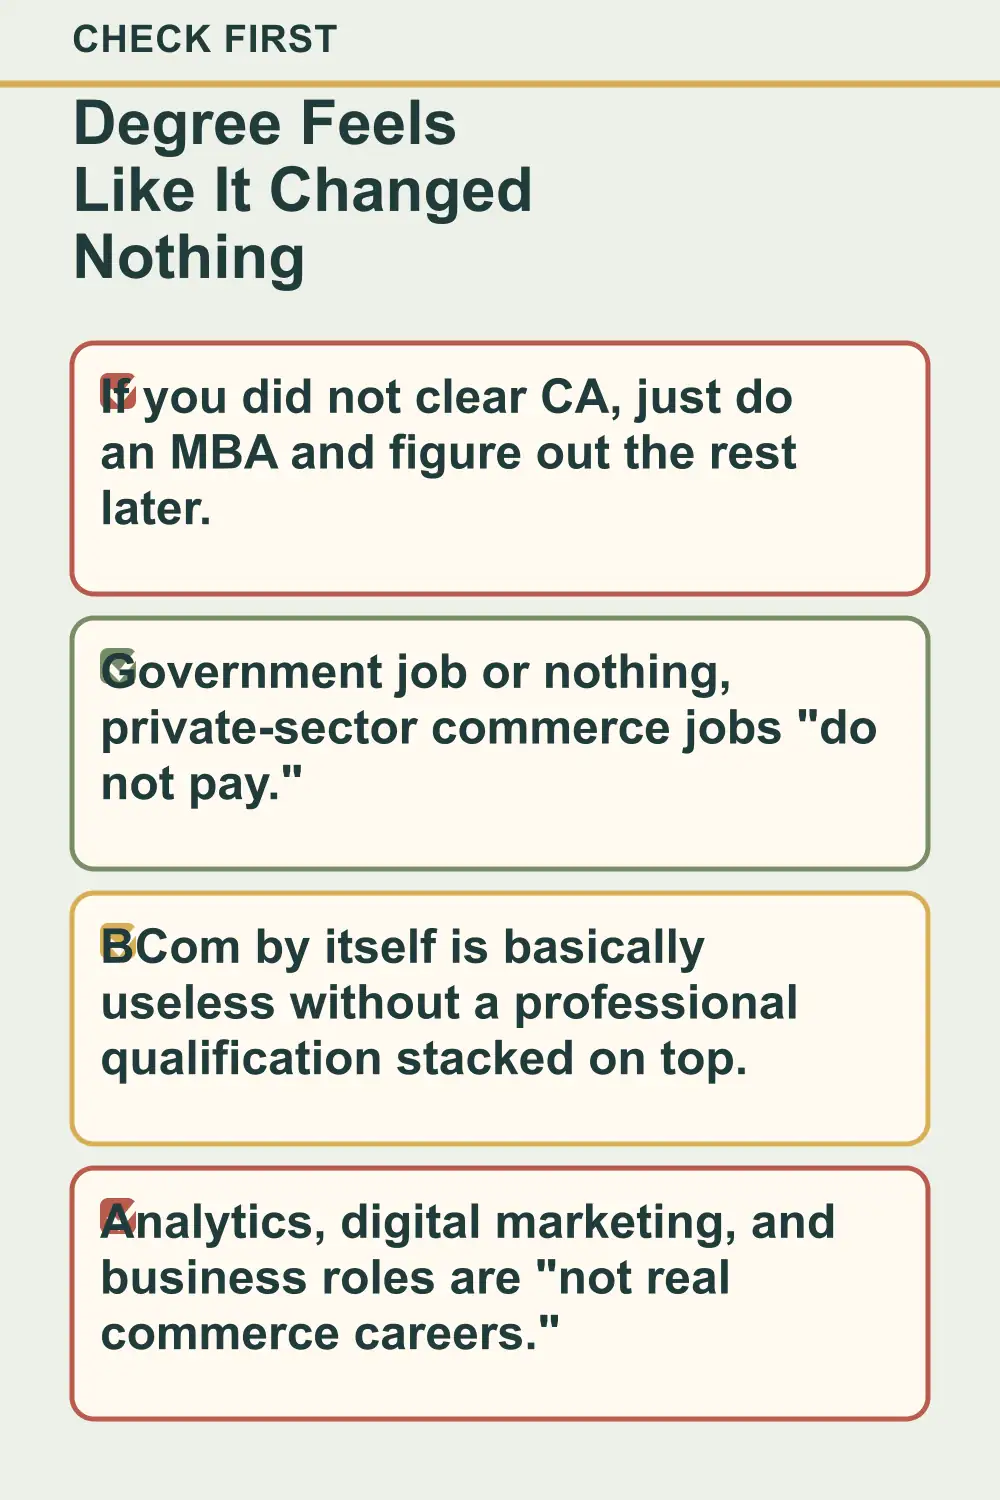 CHECK FIRST
Degree Feels
Like It Changed
Nothing
If you did not clear CA, just do
an MBA and figure out the rest
later.
Government job or nothing,
private-sector commerce jobs "do
not pay."
BCom by itself is basically
useless without a professional
qualification stacked on top.
Analytics, digital marketing, and
business roles are "not real
commerce careers."